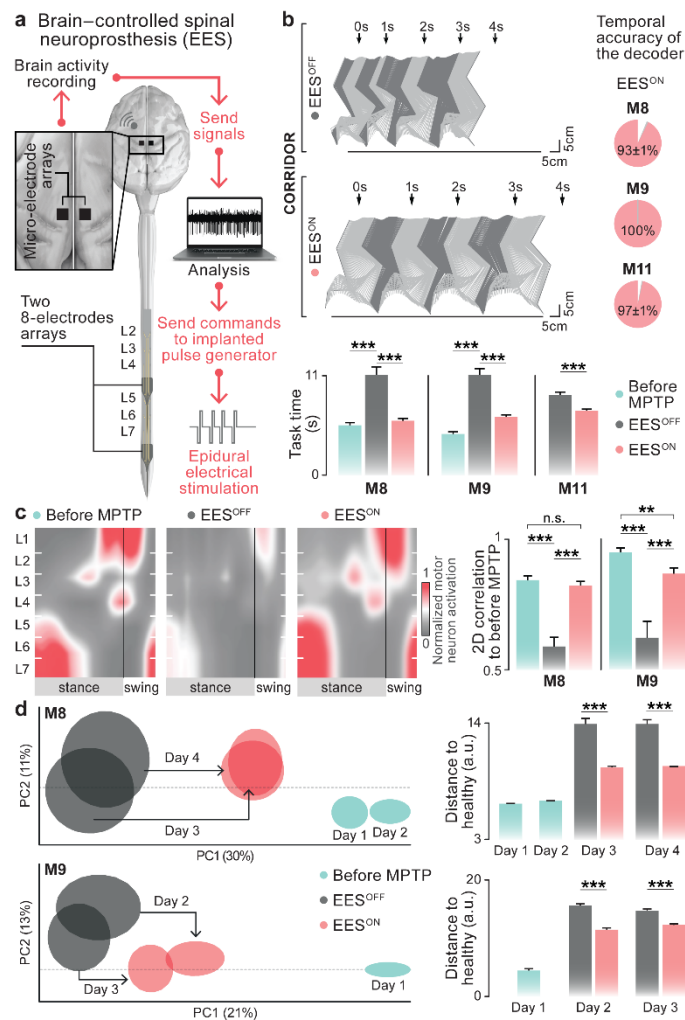 a Brain–controlled spinal
neuroprosthesis (EES)
Brain activity
recording
Send
signals
Micro-electrode
arrays
Analysis
Two
8-electrodes
arrays
L2
L3
L4
L5
L6
L7
Send commands
to implanted
pulse generator
Epidural
electrical
stimulation
b
0s 1s 2s 3s 4s
EESOFF
5cm
5cm
CORRIDOR
0s 1s 2s 3s 4s
EESON
5cm
5cm
Temporal
accuracy of
the decoder
EESON
M8
93±1%
M9
100%
M11
97±1%
Task time
(s)
11
0
*** ***
*** ***
***
M8 M9 M11
Before
MPTP
EESOFF
EESON
c Before MPTP EESOFF EESON
L1
L2
L3
L4
L5
L6
L7
stance swing
stance swing
stance swing
1
0
Normalized motor
neuron activation
2D correlation
to before MPTP
1
0.5
n.s.
*** ***
**
*** ***
M8 M9
d M8
PC2 (11%)
Day 4
Day 3
Day 1 Day 2
PC1 (30%)
Distance to
healthy (a.u.)
14
3
*** ***
Day 1 Day 2 Day 3 Day 4
M9
PC2 (13%)
Before MPTP
EESOFF
EESON
Day 2
Day 3
Day 1
PC1 (21%)
Distance to
healthy (a.u.)
20
0
*** ***
Day 1 Day 2 Day 3